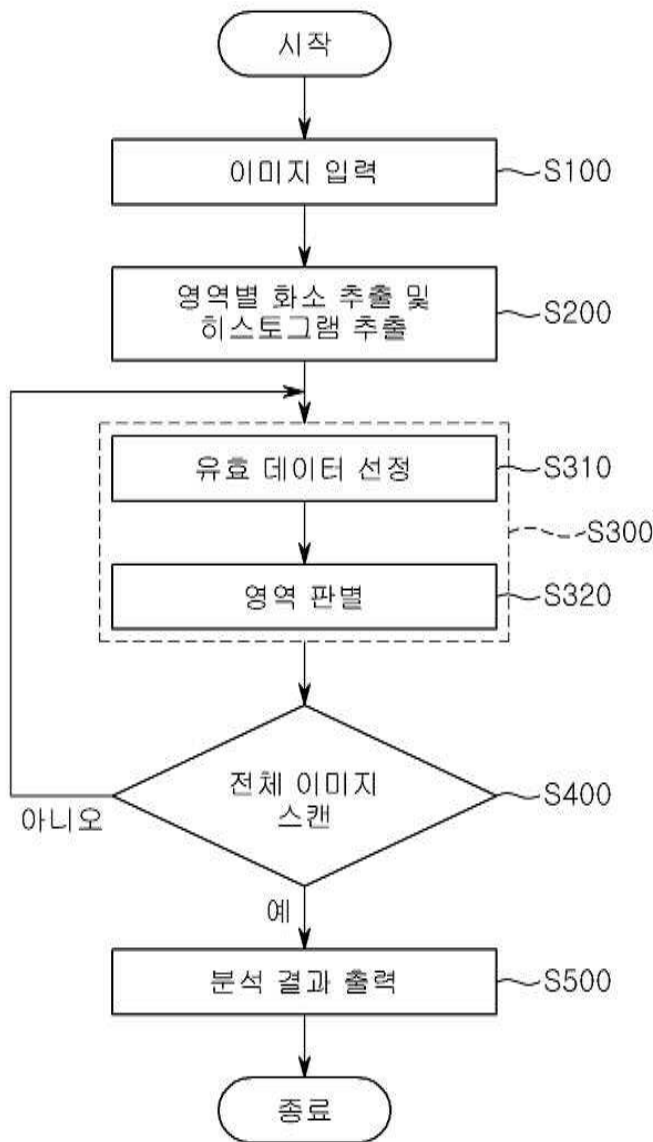 시작
이미지 입력
S100
영역별 화소 추출 및
히스토그램 추출
S200
유효 데이터 선정
S310
S300
영역 판별
S320
전체 이미지
스캔
S400
아니오
예
분석 결과 출력
S500
종료